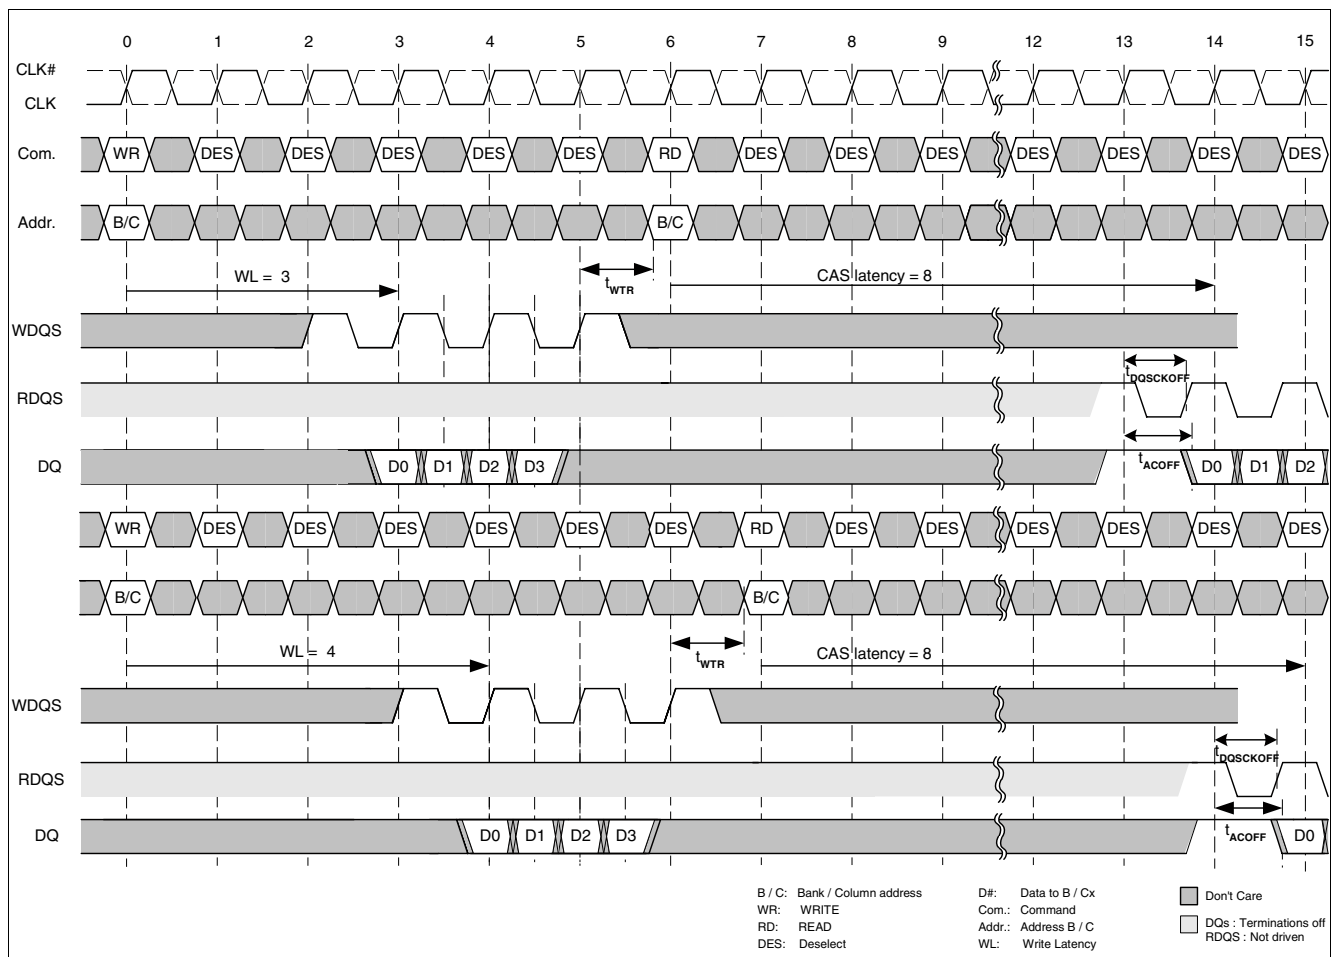 0 1 2 3 4 5 6 7 8 9 12 13 14 15
CLK#
CLK
Com. WR DES DES DES DES DES RD DES DES DES DES DES DES DES
Addr. B/C B/C
WL = 3 tWTR CAS latency = 8
WDQS
tDQSCKOFF
RDQS
tACOFF
DQ D0 D1 D2 D3 D0 D1 D2
WR DES DES DES DES DES DES RD DES DES DES DES DES DES
B/C B/C
WL = 4 tWTR CAS latency = 8
WDQS
tDQSCKOFF
RDQS
tACOFF
DQ D0 D1 D2 D3 D0
B / C: Bank / Column address D#: Data to B / Cx Don't Care
WR: WRITE Com.: Command
RD: READ Addr.: Address B / C DQs : Terminations off
DES: Deselect WL: Write Latency RDQS : Not driven